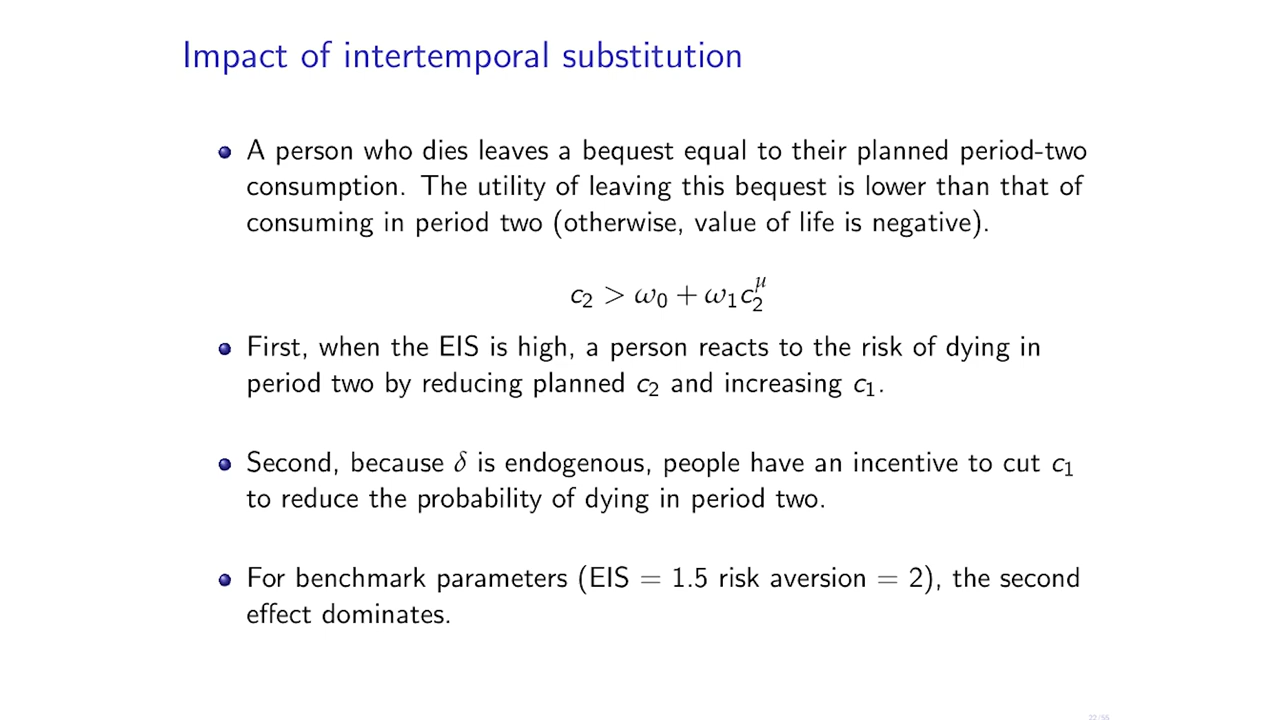 Impact of intertemporal substitution
A person who dies leaves a bequest equal to their planned period-two
consumption. The utility of leaving this bequest is lower than that of
consuming in period two (otherwise, value of life is negative).
c₂ > ω₀ + ω₁c₂^μ
First, when the EIS is high, a person reacts to the risk of dying in
period two by reducing planned c₂ and increasing c₁.
Second, because δ is endogenous, people have an incentive to cut c₁
to reduce the probability of dying in period two.
For benchmark parameters (EIS = 1.5 risk aversion = 2), the second
effect dominates.